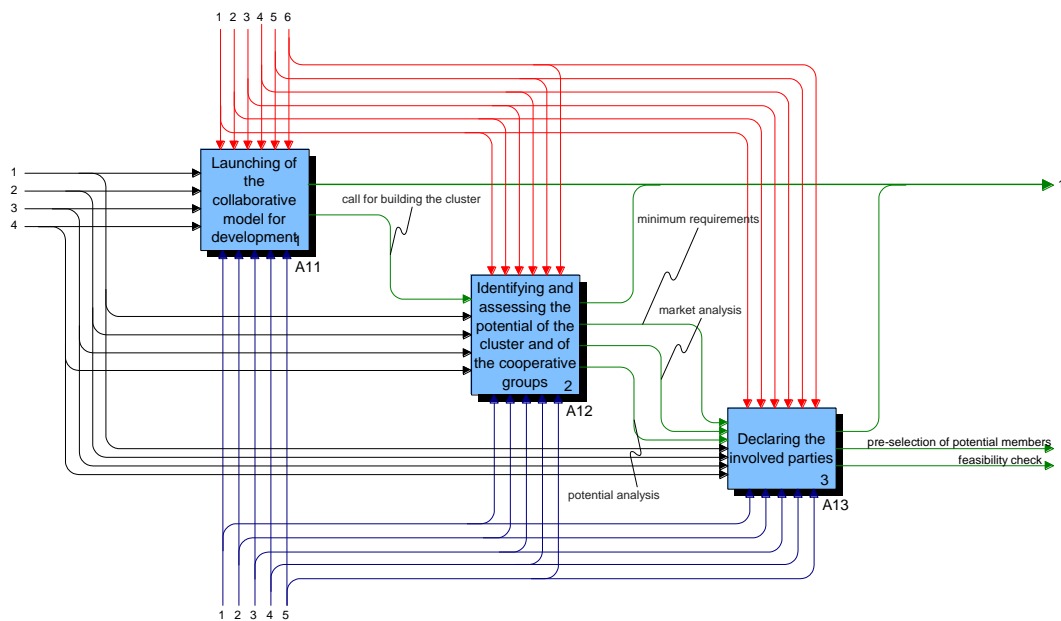 1 2 3 4 5 6
Launching of
the
collaborative
model for
development
1
A11
1
2
3
4
1
call for building the cluster
minimum requirements
market analysis
Identifying and
assessing the
potential of the
cluster and of
the cooperative
groups
2
A12
Declaring the
involved parties
3
A13
pre-selection of potential members
feasibility check
potential analysis
1 2 3 4 5